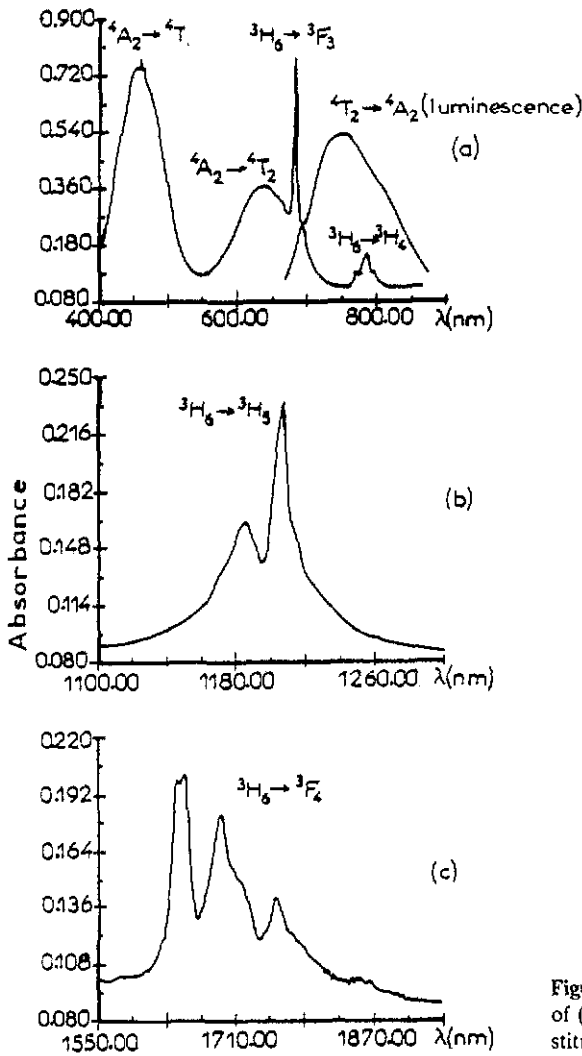 ⁴A₂→⁴T₁
³H₆→³F₃
0.900
0.720
0.540
0.360
0.180
0.080
⁴T₂→⁴A₂(luminescence)
(a)
⁴A₂→⁴T₂
³H₆→³H₄
400.00 600.00 800.00 λ(nm)
0.250
0.216
0.182
0.148
0.114
0.080
³H₆→³H₅
(b)
Absorbance
1100.00 1180.00 1260.00 λ(nm)
0.220
0.192
0.164
0.136
0.108
0.080
³H₆→³F₄
(c)
1550.00 1710.00 1870.00 λ(nm)
Figu
of (
stitu